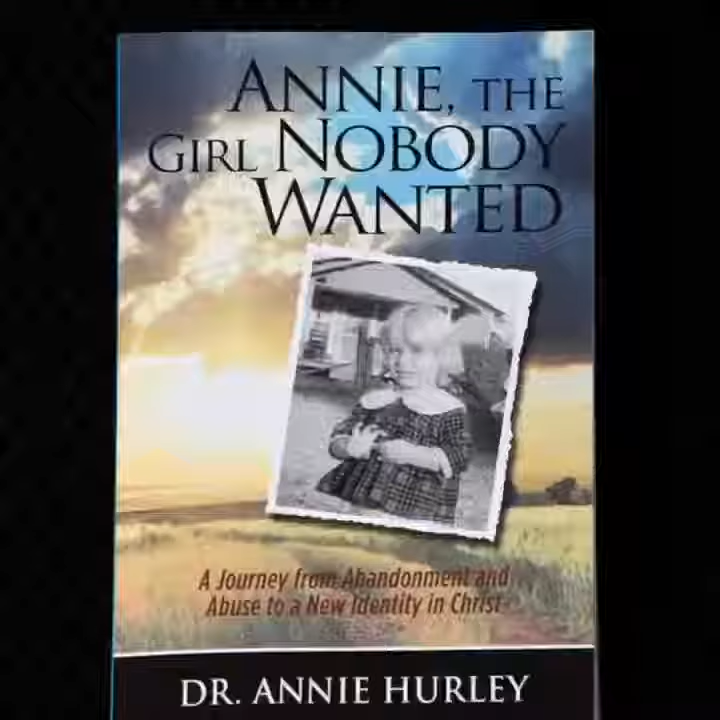 ANNIE, THE
GIRL NOBODY
WANTED
A Journey from Abandonment and
Abuse to a New Identity in Christ
DR. ANNIE HURLEY